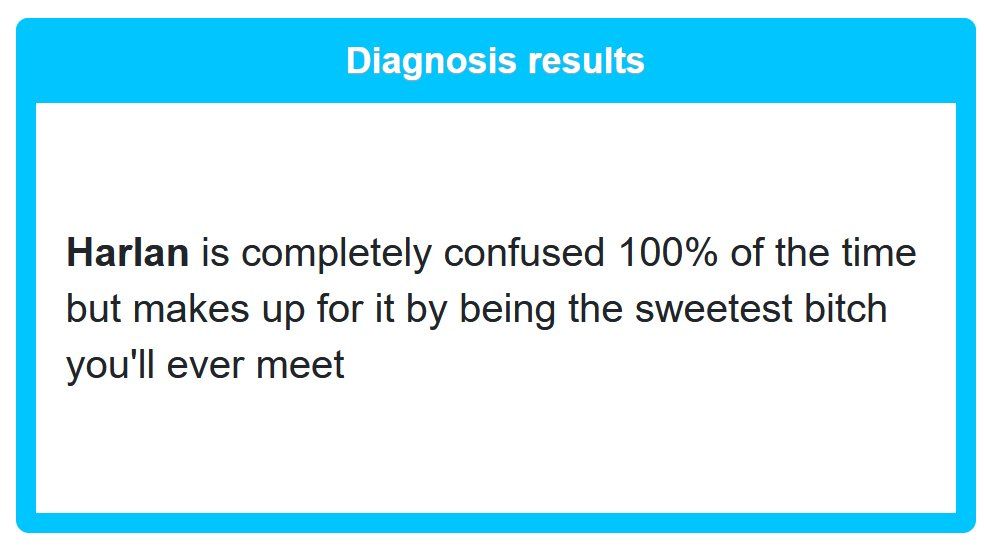 Diagnosis results
Harlan is completely confused 100% of the time
but makes up for it by being the sweetest bitch
you'll ever meet